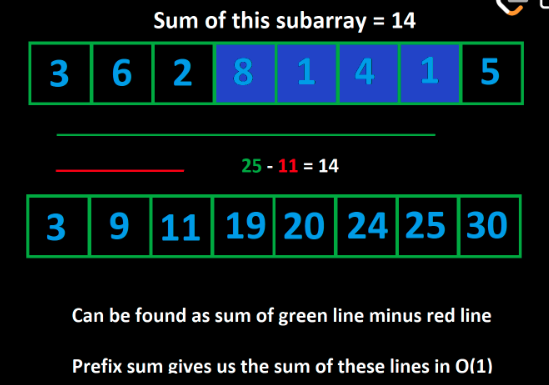 Sum of this subarray = 14
3 6 2 8 1 4 1 5
25 - 11 = 14
3 9 11 19 20 24 25 30
Can be found as sum of green line minus red line
Prefix sum gives us the sum of these lines in O(1)